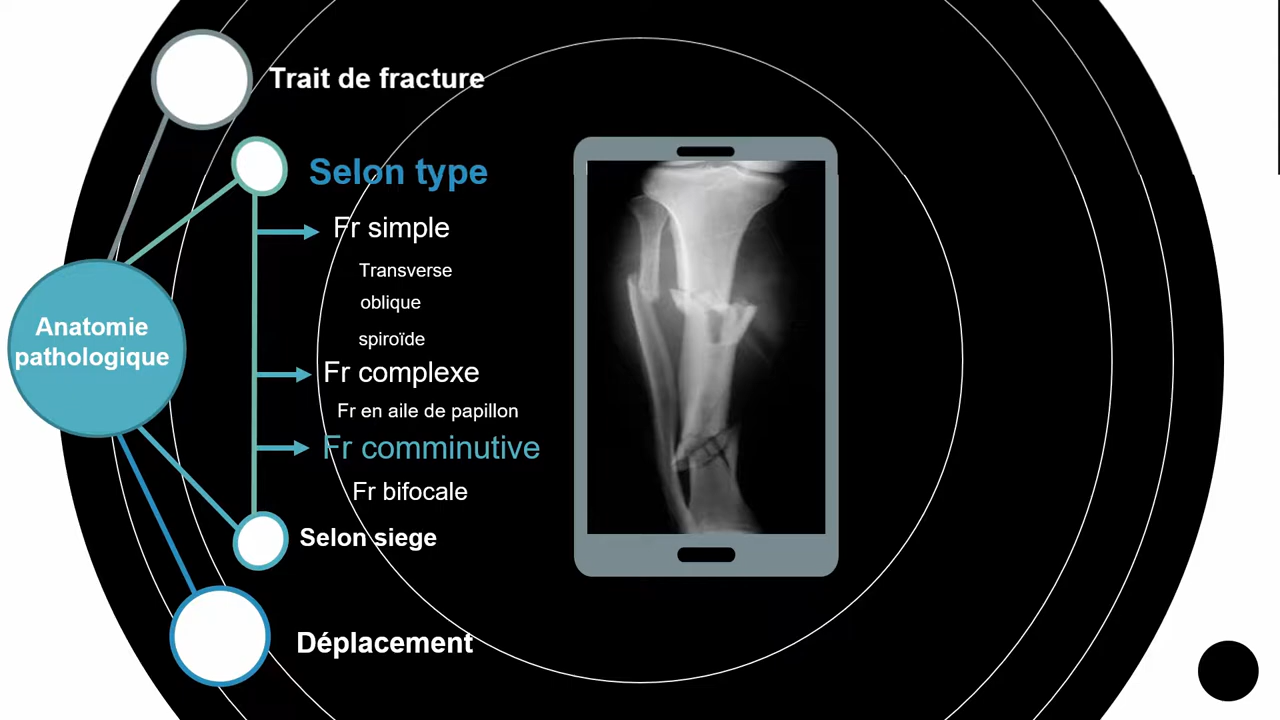 Trait de fracture
Selon type
Fr simple
Transverse
oblique
spiroïde
Anatomie
pathologique
Fr complexe
Fr en aile de papillon
Fr comminutive
Fr bifocale
Selon siege
Déplacement